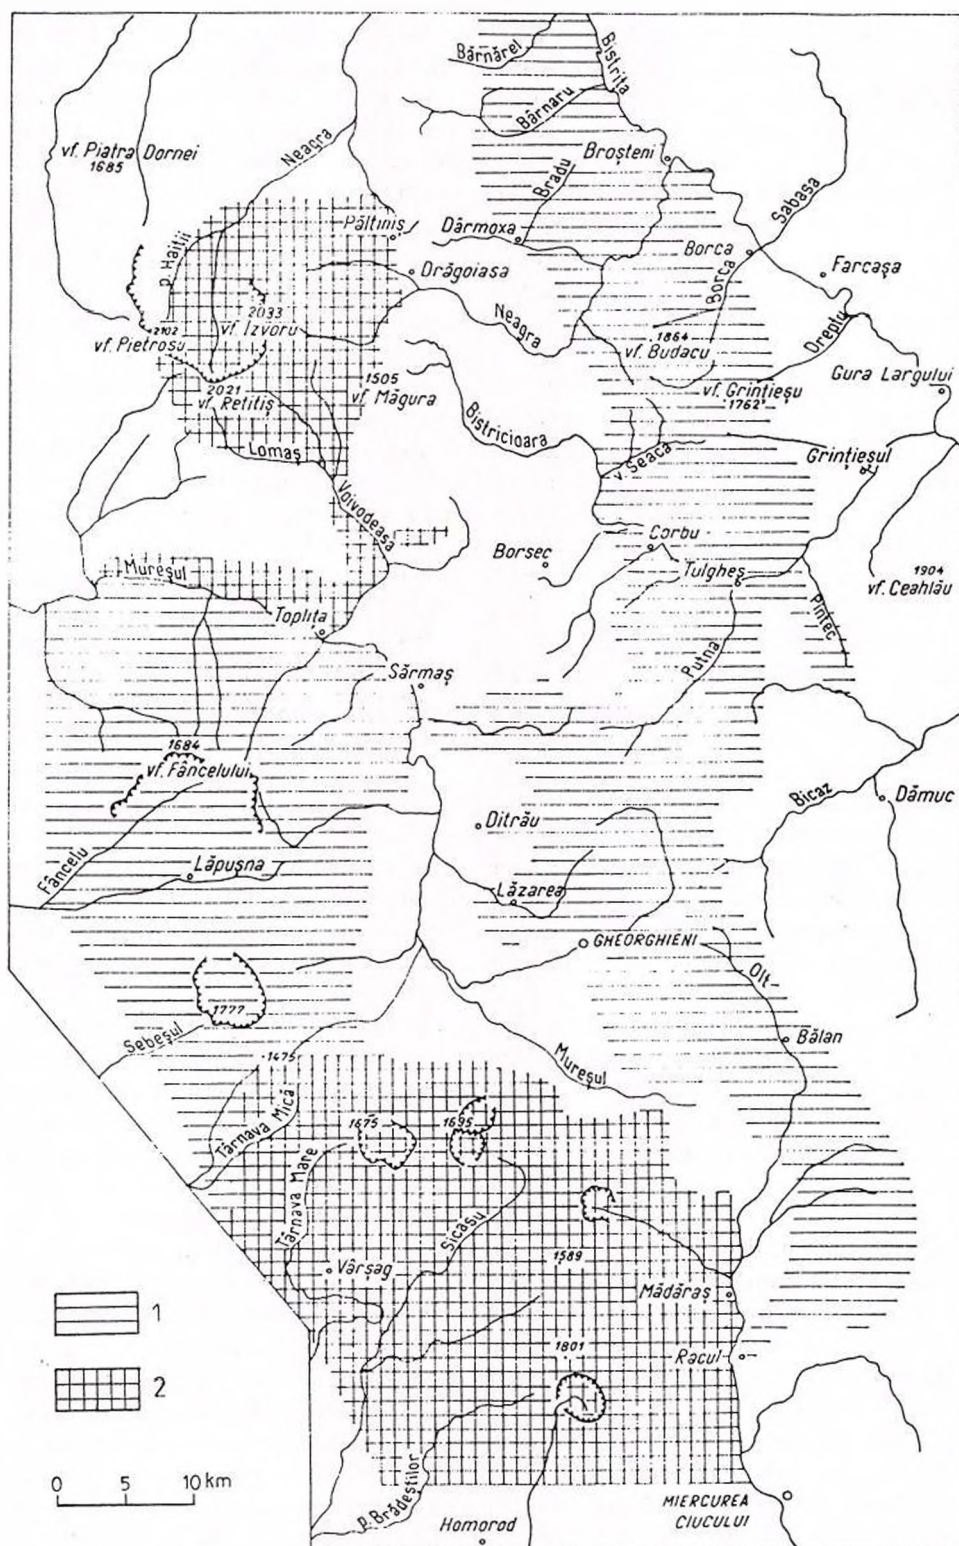 Bărnărel
Bistrița
Bărnaru
vf. Piatra Dornei
1685
Neagra
Broșteni
Bradu
Sabasa
Păltiniș
Dârmoxa
p. Haitii
Borca
Drăgoiasa
Borca
Farcașa
2033
vf. Izvoru
Neagra
Dreptu
2102
vf. Pietrosu
1864
vf. Budacu
Gura Largului
2021
vf. Retitiș
1505
vf. Măgura
vf. Grințieșu
1762
Bistricioara
Lomaș
v. Seaca
Grințieșul
Voivodeasa
Corbu
Borsec
Tulgheș
1904
vf. Ceahlău
Mureșul
Pintec
Toplița
Putna
Sărmaș
1684
vf. Fâncelului
Bicaz
Dămuc
Ditrău
Fâncelu
Lăpușna
Lăzarea
GHEORGHIENI
Olt
1777
Sebeșul
Bălan
Mureșul
1475
Târnava Mică
1675
1695
Târnava Mare
Sicașu
1589
Vârșag
Mădăraș
1
1801
Racul
2
0 5 10 km
p. Brădeștilor
MIERCUREA
CIUCULUI
Homorod